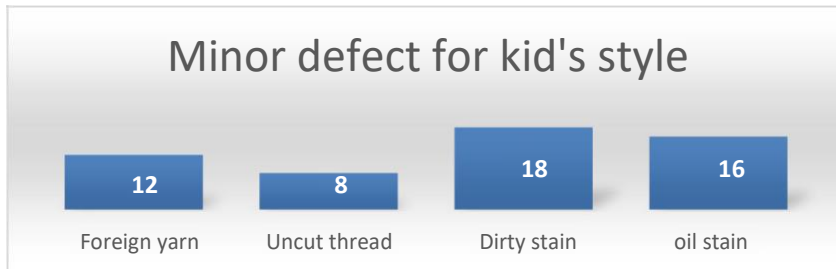 Minor defect for kid's style
12 8 18 16
Foreign yarn Uncut thread Dirty stain oil stain